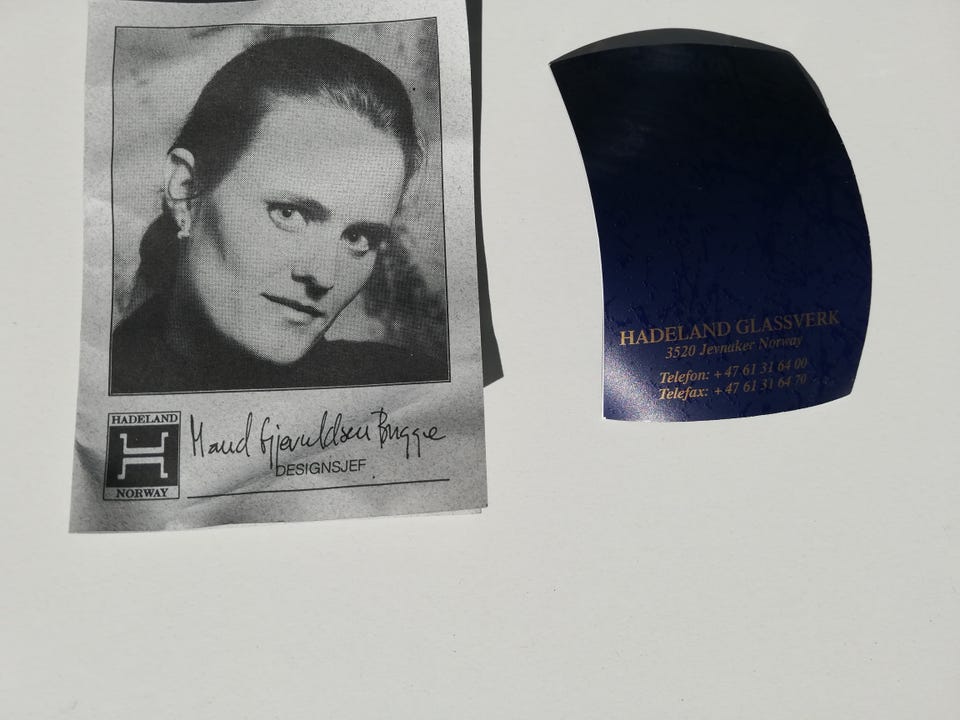 HADELAND
NORWAY
Maud Gjeruldsen Bugge
DESIGNSJEF
HADELAND GLASSVERK
3520 Jevnaker Norway
Telefon: +47 61 31 64 00
Telefax: +47 61 31 64 70